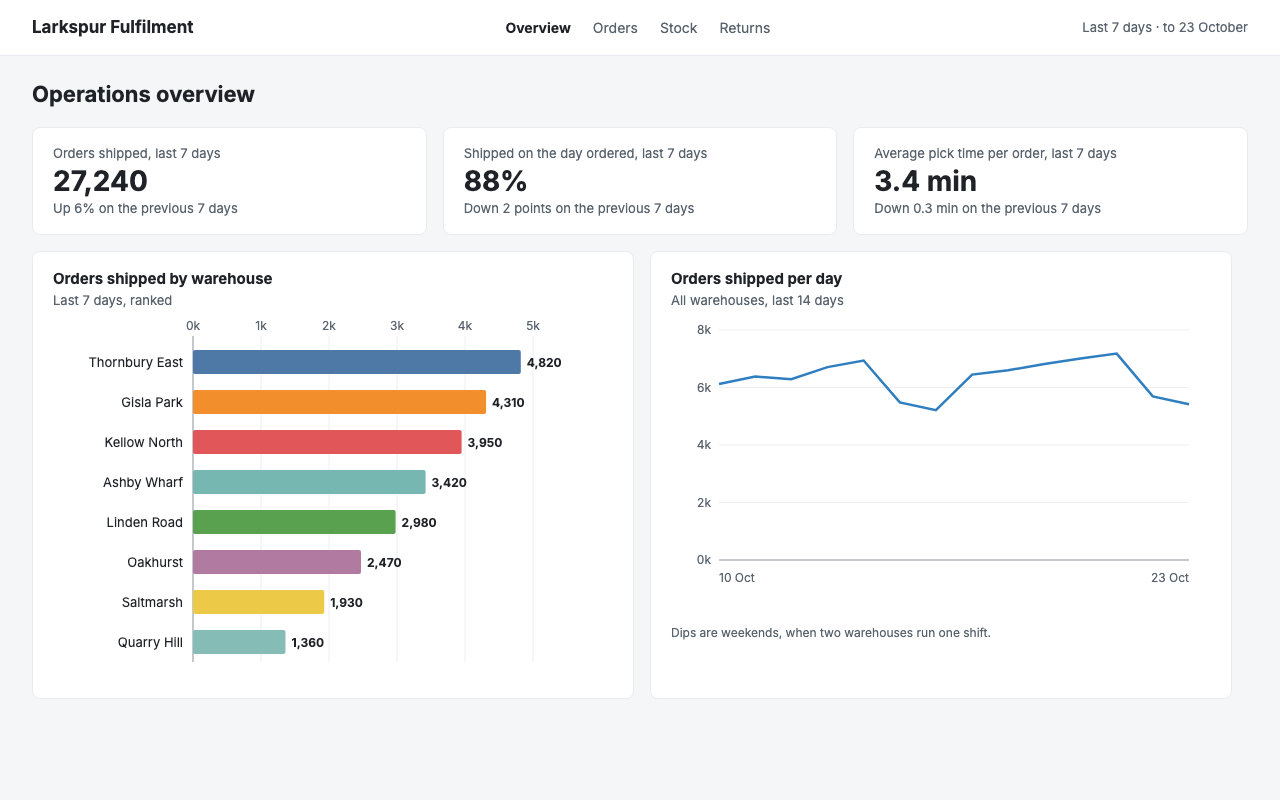 Larkspur Fulfilment
Overview
Orders
Stock
Returns
Last 7 days · to 23 October
Operations overview
Orders shipped, last 7 days
27,240
Up 6% on the previous 7 days
Shipped on the day ordered, last 7 days
88%
Down 2 points on the previous 7 days
Average pick time per order, last 7 days
3.4 min
Down 0.3 min on the previous 7 days
Orders shipped by warehouse
Last 7 days, ranked
0k 1k 2k 3k 4k 5k
Thornbury East 4,820
Gisla Park 4,310
Kellow North 3,950
Ashby Wharf 3,420
Linden Road 2,980
Oakhurst 2,470
Saltmarsh 1,930
Quarry Hill 1,360
Orders shipped per day
All warehouses, last 14 days
8k
6k
4k
2k
0k
10 Oct 23 Oct
Dips are weekends, when two warehouses run one shift.